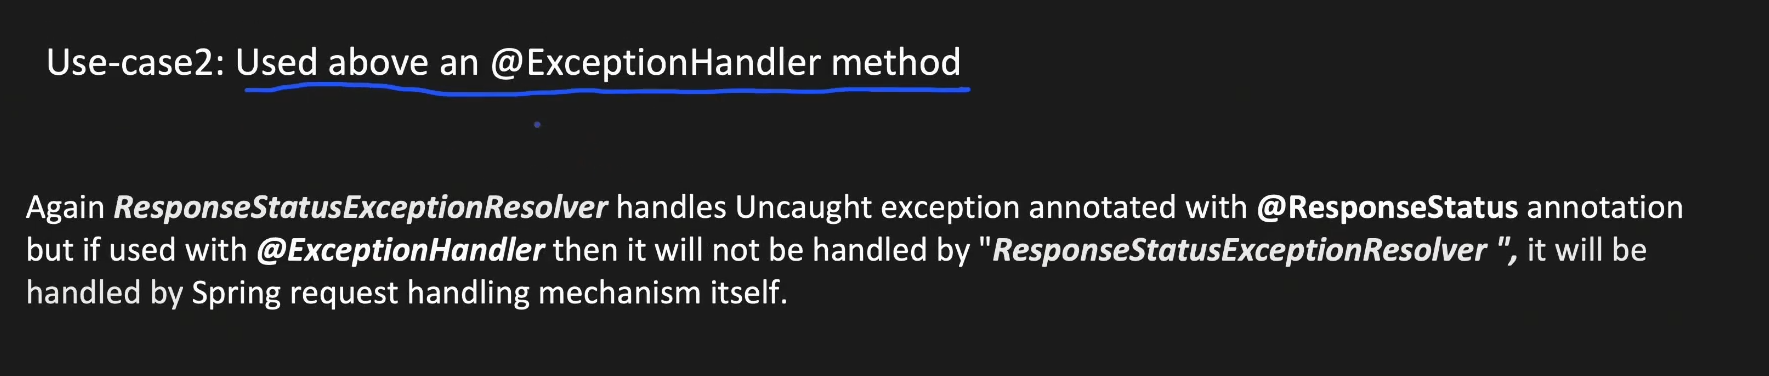 Use-case2: Used above an @ExceptionHandler method
Again ResponseStatusExceptionResolver handles Uncaught exception annotated with @ResponseStatus annotation
but if used with @ExceptionHandler then it will not be handled by "ResponseStatusExceptionResolver ", it will be
handled by Spring request handling mechanism itself.